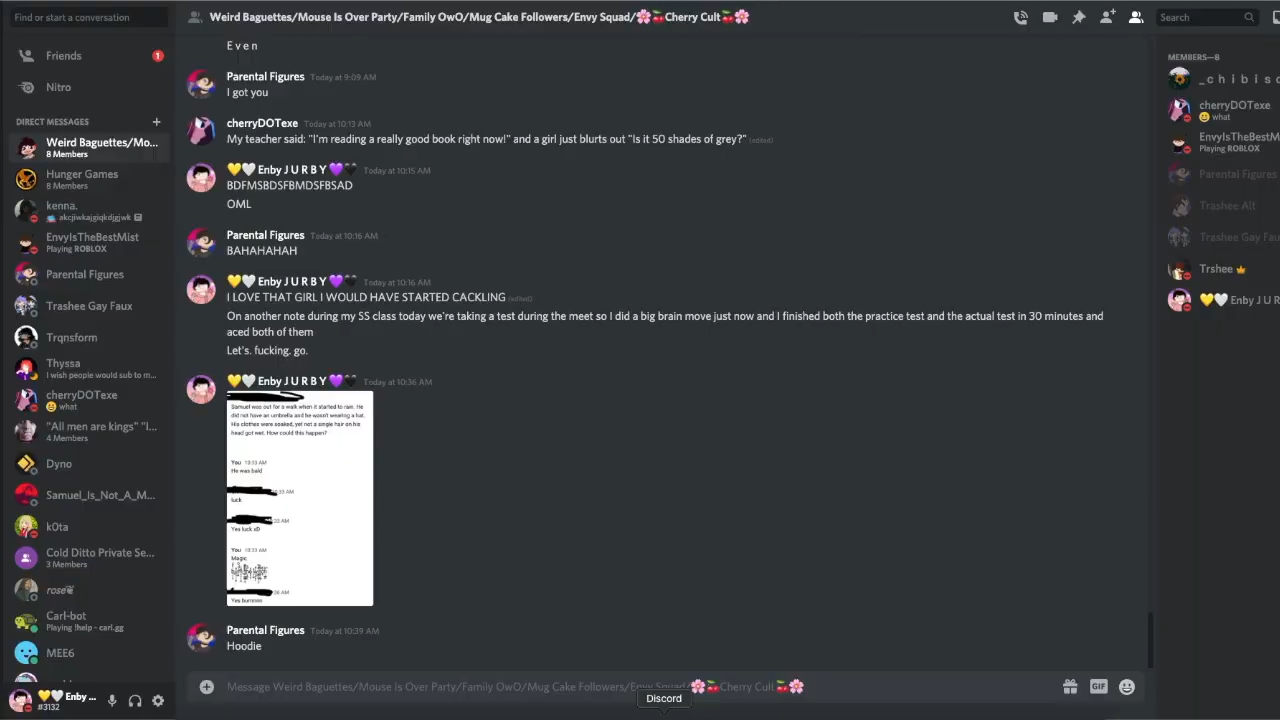 Find or start a conversation
Friends
1
Nitro
DIRECT MESSAGES
Weird Baguettes/Mo...
8 Members
Hunger Games
8 Members
kenna.
akcjiwkajgiqkdjgjwk
EnvyIsTheBestMist
Playing ROBLOX
Parental Figures
Trashee Gay Faux
Trqnsform
Thyssa
I wish people would sub to m...
cherryDOTexe
what
"All men are kings" "I...
4 Members
Dyno
Samuel_Is_Not_A_M...
k0ta
Cold Ditto Private Se...
3 Members
rose
Carl-bot
Playing !help - carl.gg
MEE6
💛🤍 Enby ...
#3132
Weird Baguettes/Mouse Is Over Party/Family OwO/Mug Cake Followers/Envy Squad/🌸🍒Cherry Cult🍒🌸
Search
E v e n
Parental Figures Today at 9:09 AM
I got you
cherryDOTexe Today at 10:13 AM
My teacher said: "I'm reading a really good book right now!" and a girl just blurts out "Is it 50 shades of grey?" (edited)
💛🤍 Enby J U R B Y 💜🖤 Today at 10:15 AM
BDFMSBDSFBMDSFBSAD
OML
Parental Figures Today at 10:16 AM
BAHAHAHAH
💛🤍 Enby J U R B Y 💜🖤 Today at 10:16 AM
I LOVE THAT GIRL I WOULD HAVE STARTED CACKLING (edited)
On another note during my SS class today we're taking a test during the meet so I did a big brain move just now and I finished both the practice test and the actual test in 30 minutes and
aced both of them
Let's. fucking. go.
💛🤍 Enby J U R B Y 💜🖤 Today at 10:36 AM
Samuel was out for a walk when it started to rain. He
did not have an umbrella and he wasn't wearing a hat.
His clothes were soaked, yet not a single hair on his
head got wet. How could this happen?
You 10:33 AM
He was bald
33 AM
luck
33 AM
Yes luck xD
You 10:33 AM
Magic
36 AM
Yes
Parental Figures Today at 10:39 AM
Hoodie
Message Weird Baguettes/Mouse Is Over Party/Family OwO/Mug Cake Followers/Envy Squad/🌸🍒Cherry Cult🍒🌸
GIF
Discord
MEMBERS—8
_ c h i b i s
cherryDOTexe
what
EnvyIsTheBestM
Playing ROBLOX
Parental Figures
Trashee Alt
Trashee Gay Fau
Trshee
💛🤍 Enby J U R